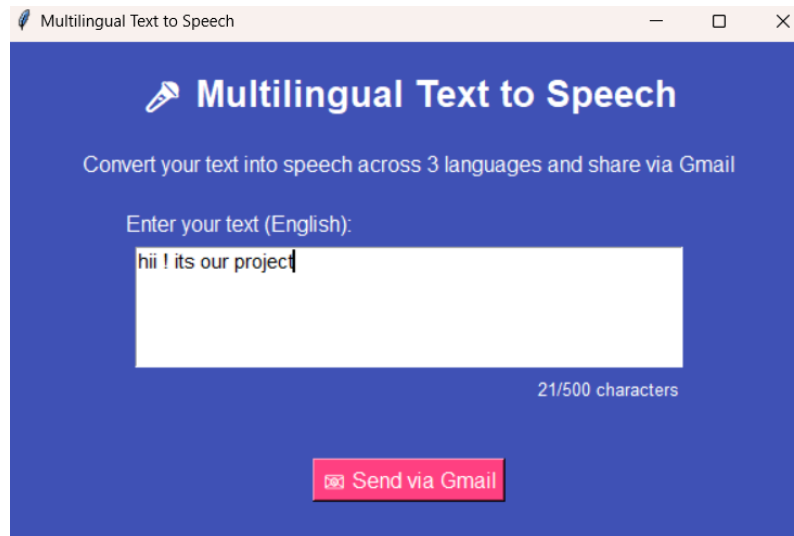 Multilingual Text to Speech
🎤 Multilingual Text to Speech
Convert your text into speech across 3 languages and share via Gmail
Enter your text (English):
hii ! its our project
21/500 characters
📧 Send via Gmail